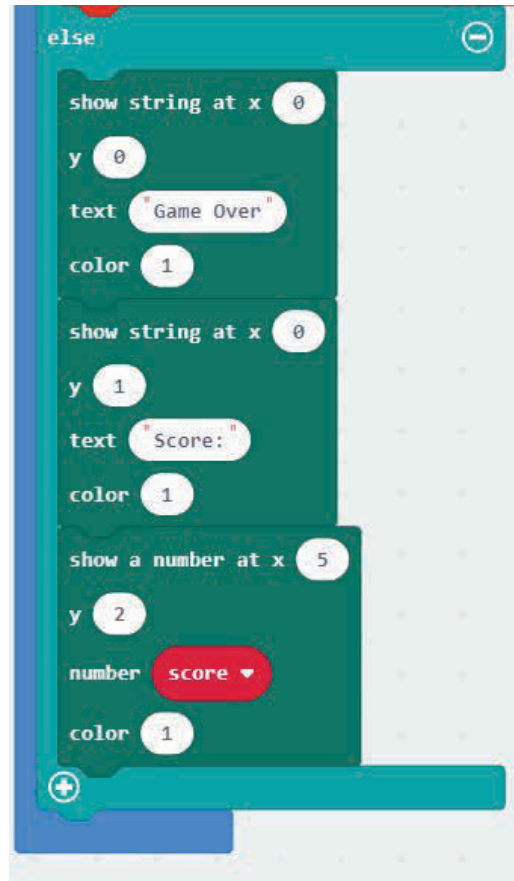 else
show string at x 0
y 0
text "Game Over"
color 1
show string at x 0
y 1
text "Score:"
color 1
show a number at x 5
y 2
number score
color 1